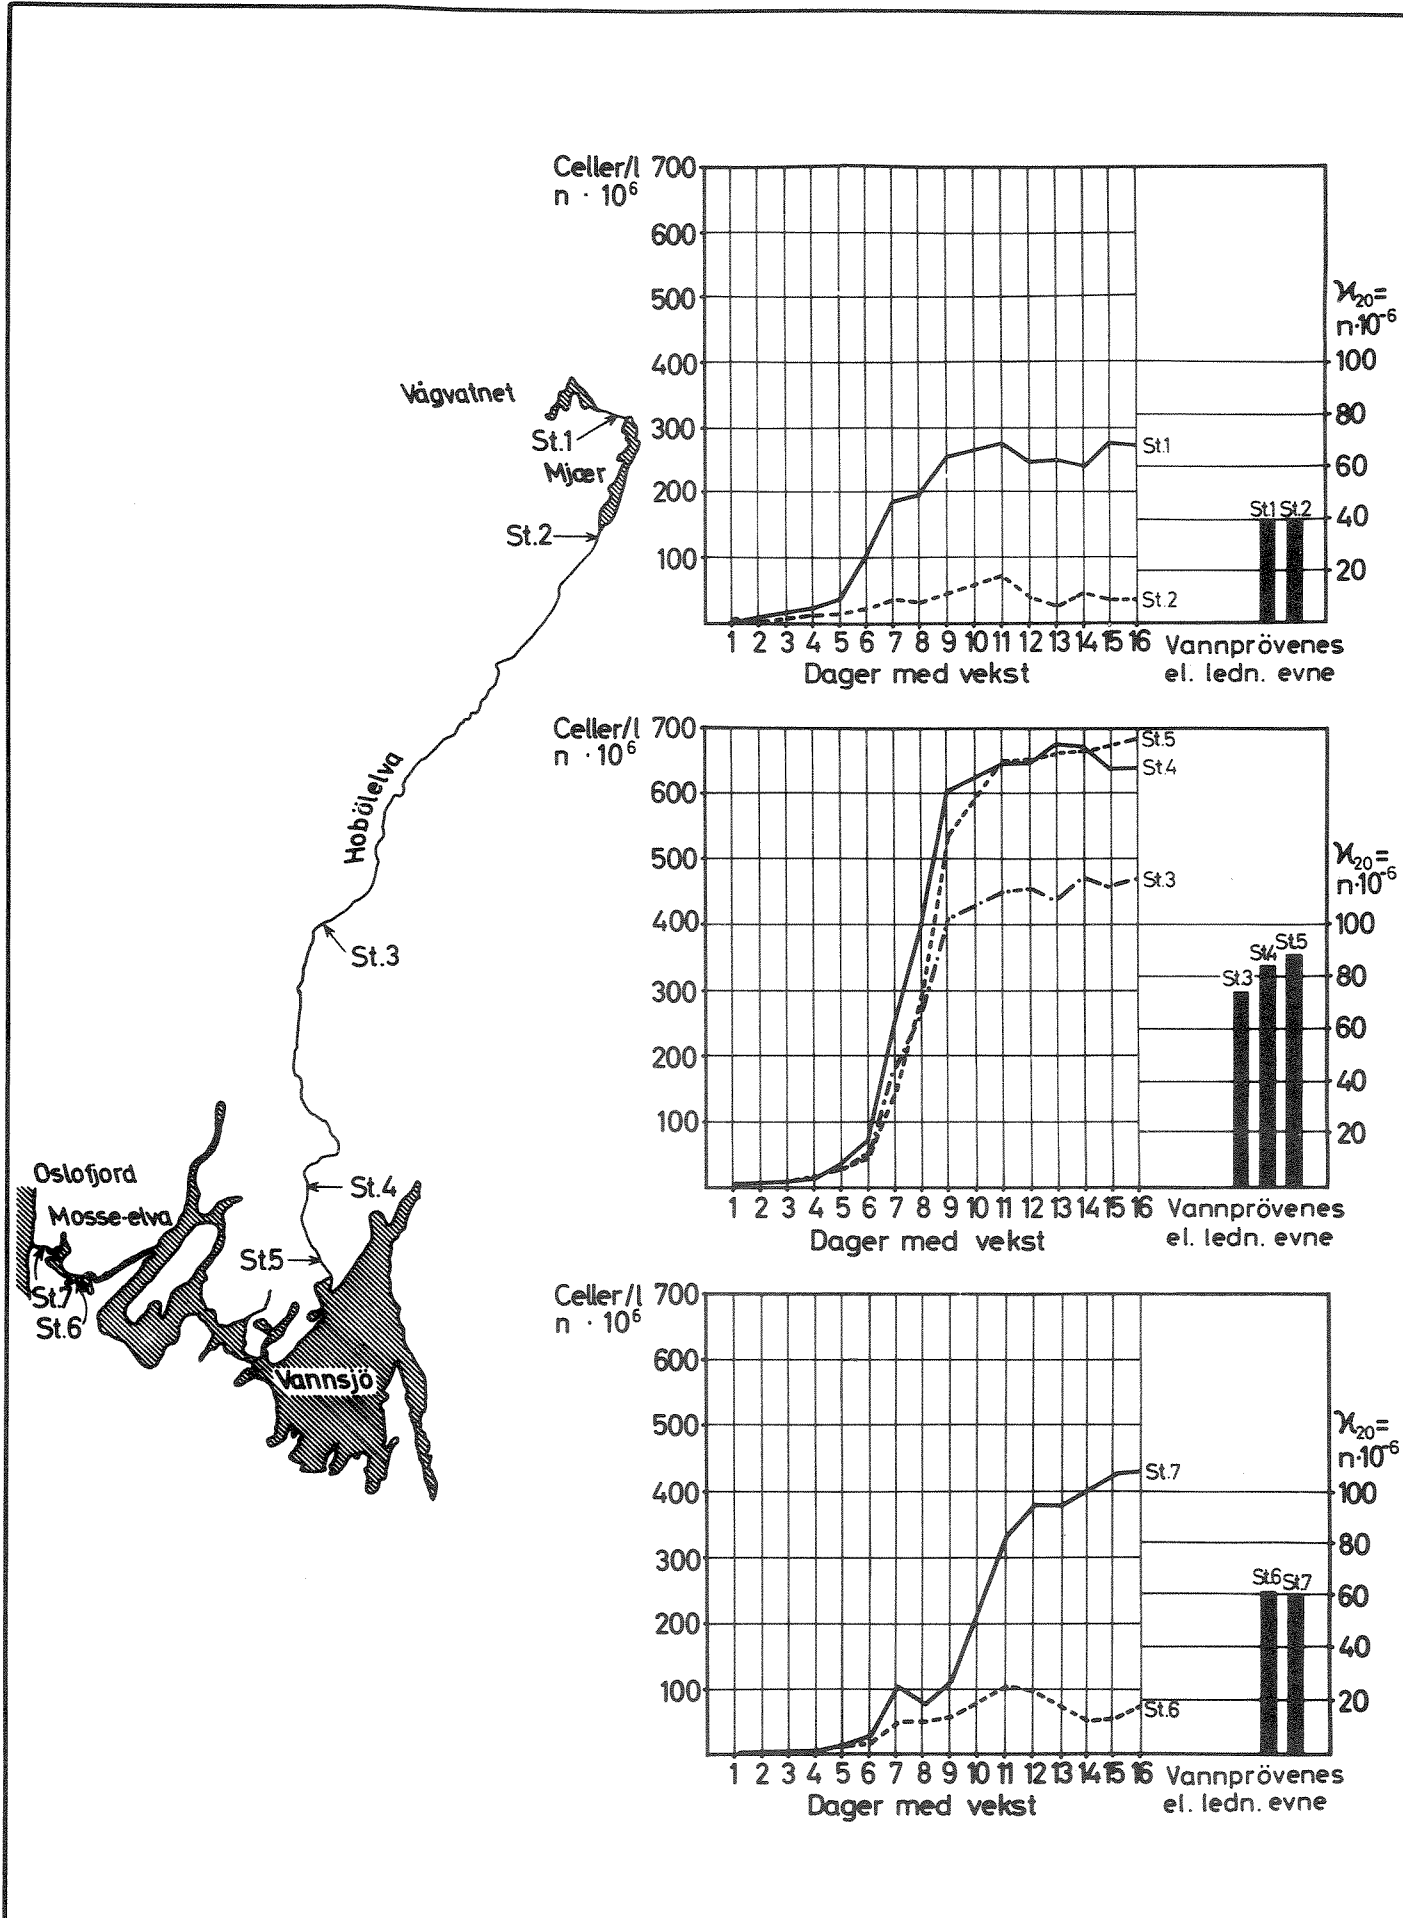 Vågvatnet
St.1
Mjær
St.2
Hobölelva
St.3
St.4
St.5
Oslofjord
Mosse-elva
St.7
St.6
Vannsjö
Celler/l
n · 10⁶
700
600
500
400
300
200
100
1 2 3 4 5 6 7 8 9 10 11 12 13 14 15 16
Dager med vekst
St.1
St.2
ϰ₂₀=
n·10⁻⁶
100
80
60
40
20
St.1 St.2
Vannprövenes
el. ledn. evne
Celler/l
n · 10⁶
700
600
500
400
300
200
100
1 2 3 4 5 6 7 8 9 10 11 12 13 14 15 16
Dager med vekst
St.5
St.4
St.3
ϰ₂₀=
n·10⁻⁶
100
80
60
40
20
St.3 St.4 St.5
Vannprövenes
el. ledn. evne
Celler/l
n · 10⁶
700
600
500
400
300
200
100
1 2 3 4 5 6 7 8 9 10 11 12 13 14 15 16
Dager med vekst
St.7
St.6
ϰ₂₀=
n·10⁻⁶
100
80
60
40
20
St.6 St.7
Vannprövenes
el. ledn. evne